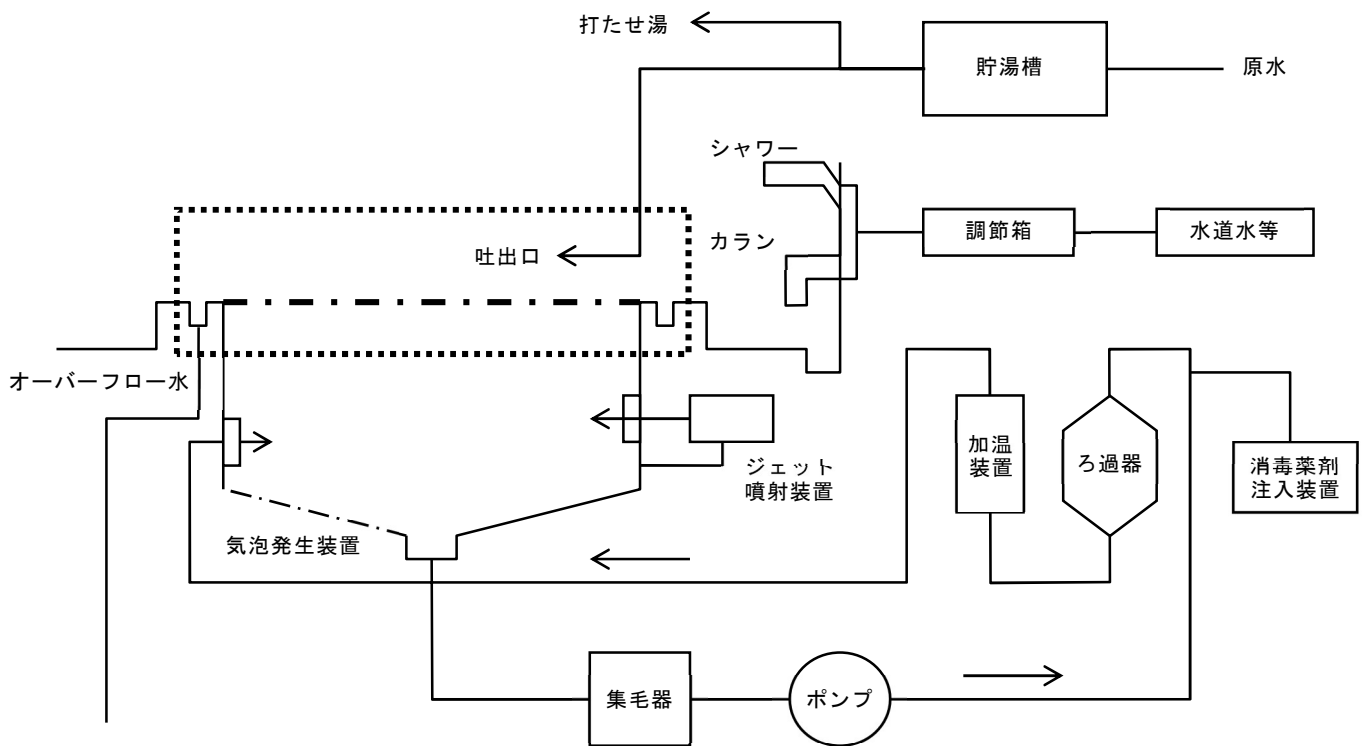 打たせ湯
貯湯槽
原水
シャワー
カラン
調節箱
水道水等
吐出口
オーバーフロー水
加温
装置
ろ過器
消毒薬剤
注入装置
ジェット
噴射装置
気泡発生装置
集毛器
ポンプ